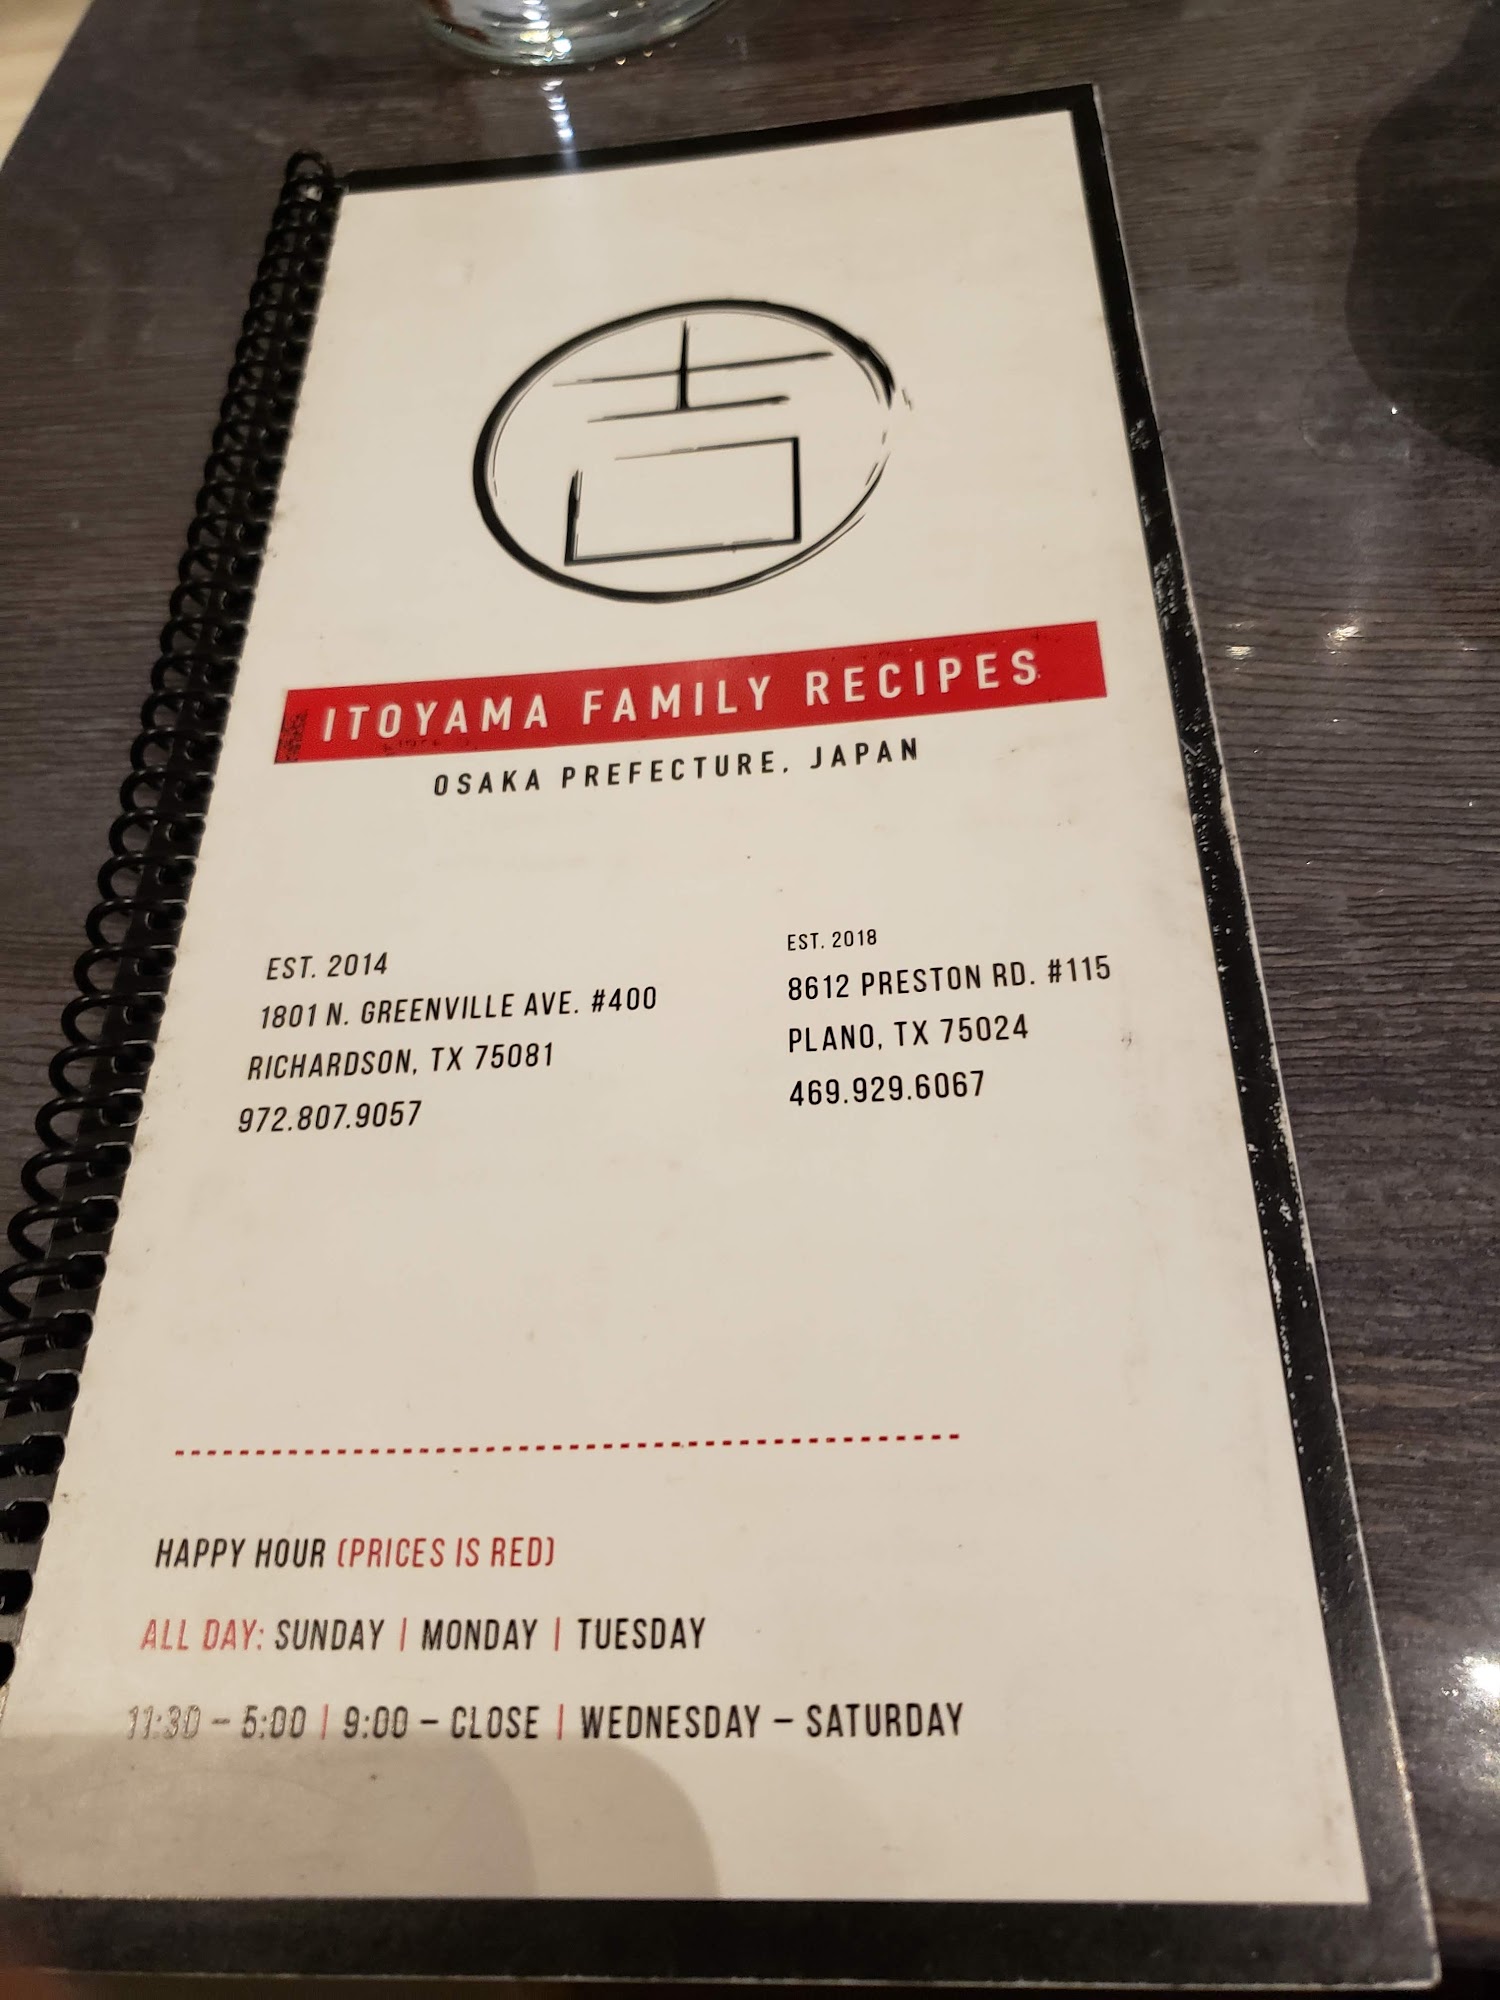 吉
ITOYAMA FAMILY RECIPES
OSAKA PREFECTURE, JAPAN
EST. 2014
1801 N. GREENVILLE AVE. #400
RICHARDSON, TX 75081
972.807.9057
EST. 2018
8612 PRESTON RD. #115
PLANO, TX 75024
469.929.6067
HAPPY HOUR (PRICES IS RED)
ALL DAY: SUNDAY | MONDAY | TUESDAY
11:30 – 5:00 | 9:00 – CLOSE | WEDNESDAY – SATURDAY